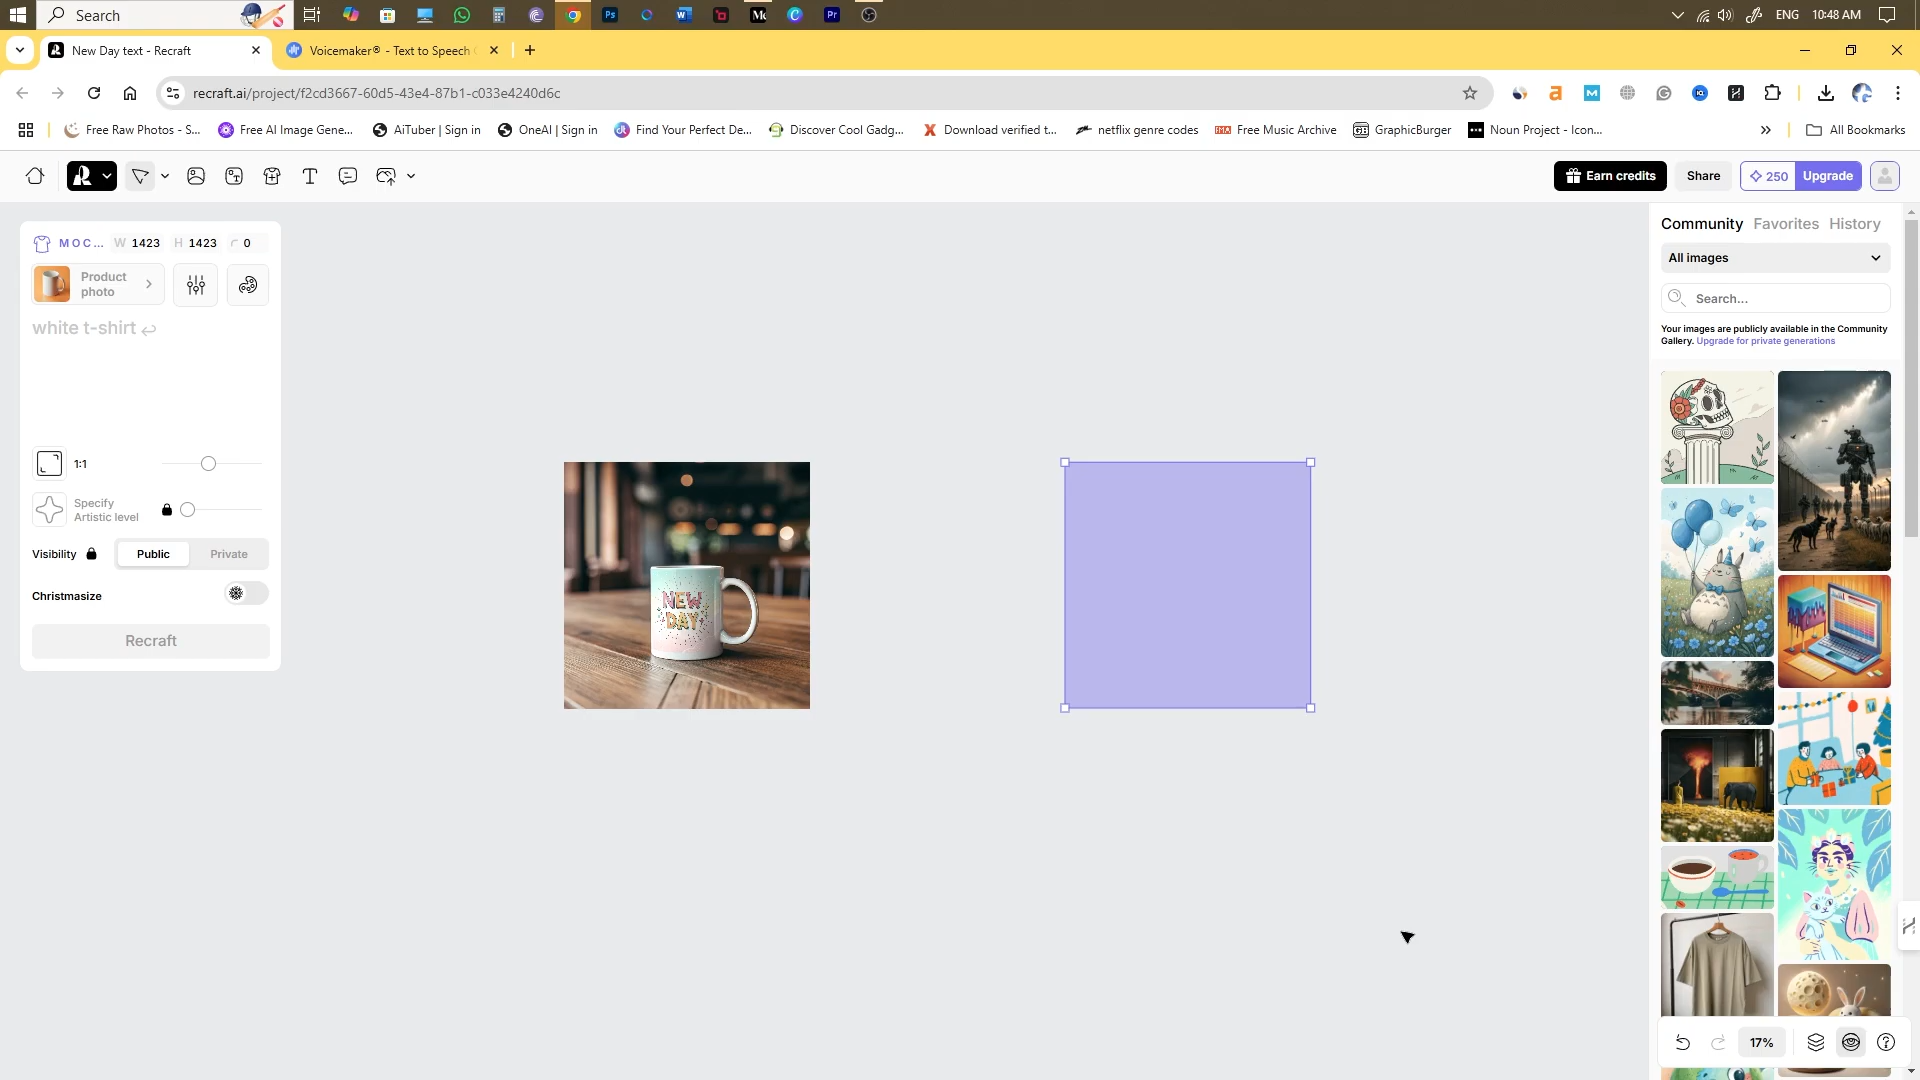 Search
Ps
W
Pr
ENG
10:48 AM
New Day text - Recraft
Voicemaker® - Text to Speech
recraft.ai/project/f2cd3667-60d5-43e4-87b1-c033e4240d6c
Free Raw Photos - S...
Free AI Image Gene...
AiTuber | Sign in
OneAI | Sign in
Find Your Perfect De...
Discover Cool Gadg...
Download verified t...
netflix genre codes
Free Music Archive
GraphicBurger
Noun Project - Icon...
»
All Bookmarks
T
Earn credits
Share
250
Upgrade
MOC...
W 1423
H 1423
0
Product
photo
white t-shirt
1:1
Specify
Artistic level
Visibility
Public
Private
Christmasize
Recraft
NEW
DAY
Community
Favorites
History
All images
Search...
Your images are publicly available in the Community
Gallery. Upgrade for private generations
17%